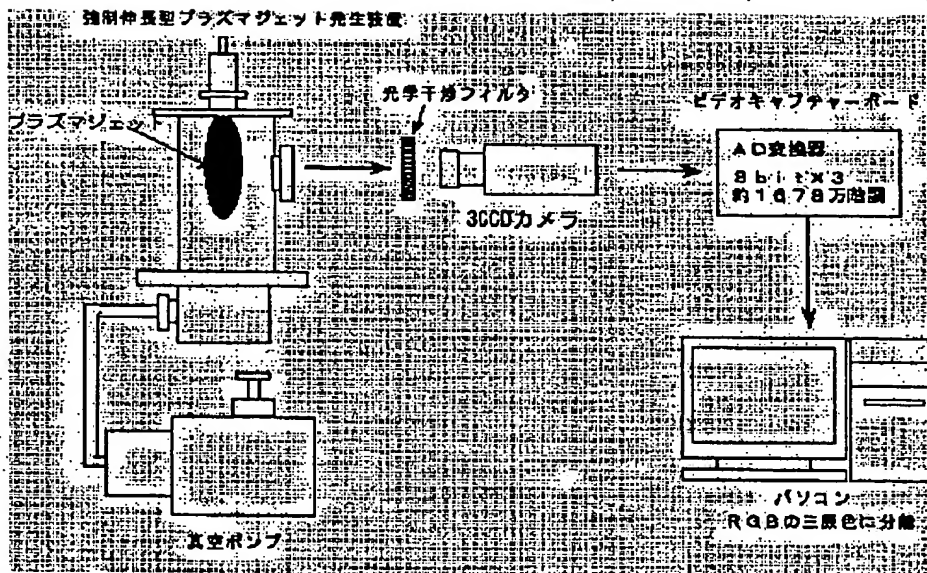 強制伸長型プラズマジェット発生装置
プラズマジェット
光学干渉フィルタ
3CCDカメラ
ビデオキャプチャーボード
AD変換器
8bit×3
約1678万階調
パソコン
RGBの三原色に分離
真空ポンプ